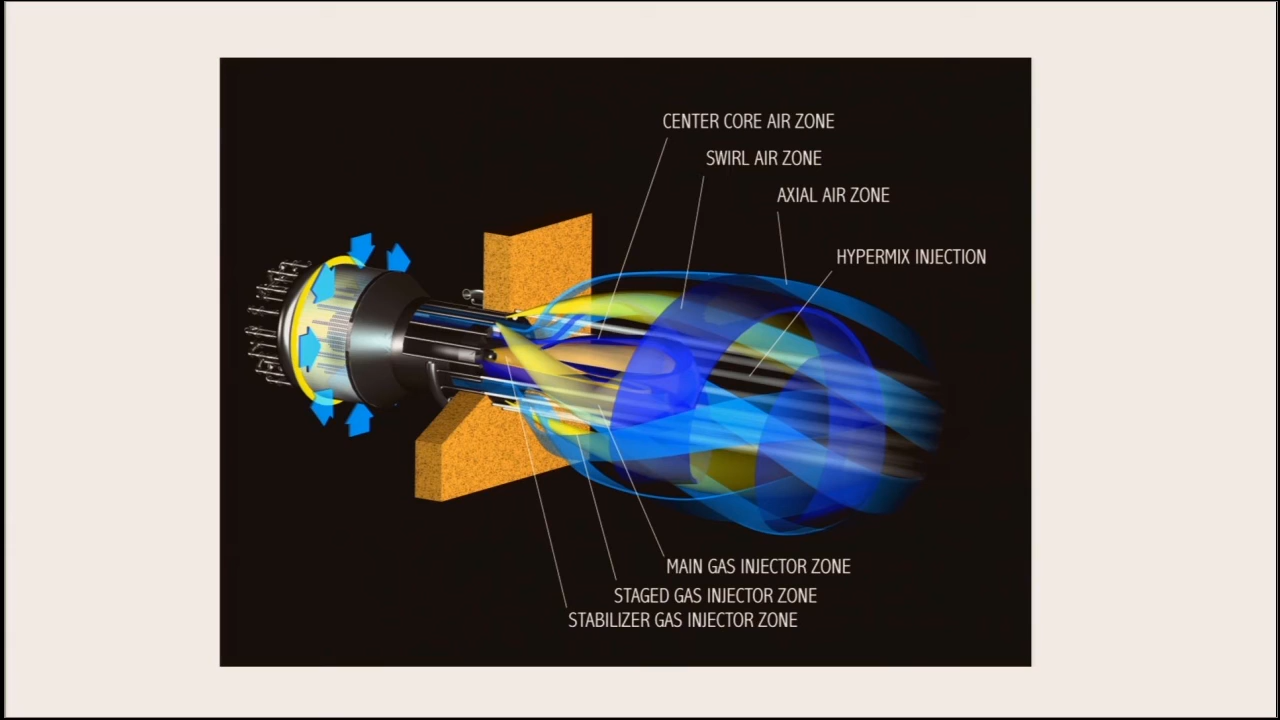 CENTER CORE AIR ZONE
SWIRL AIR ZONE
AXIAL AIR ZONE
HYPERMIX INJECTION
MAIN GAS INJECTOR ZONE
STAGED GAS INJECTOR ZONE
STABILIZER GAS INJECTOR ZONE